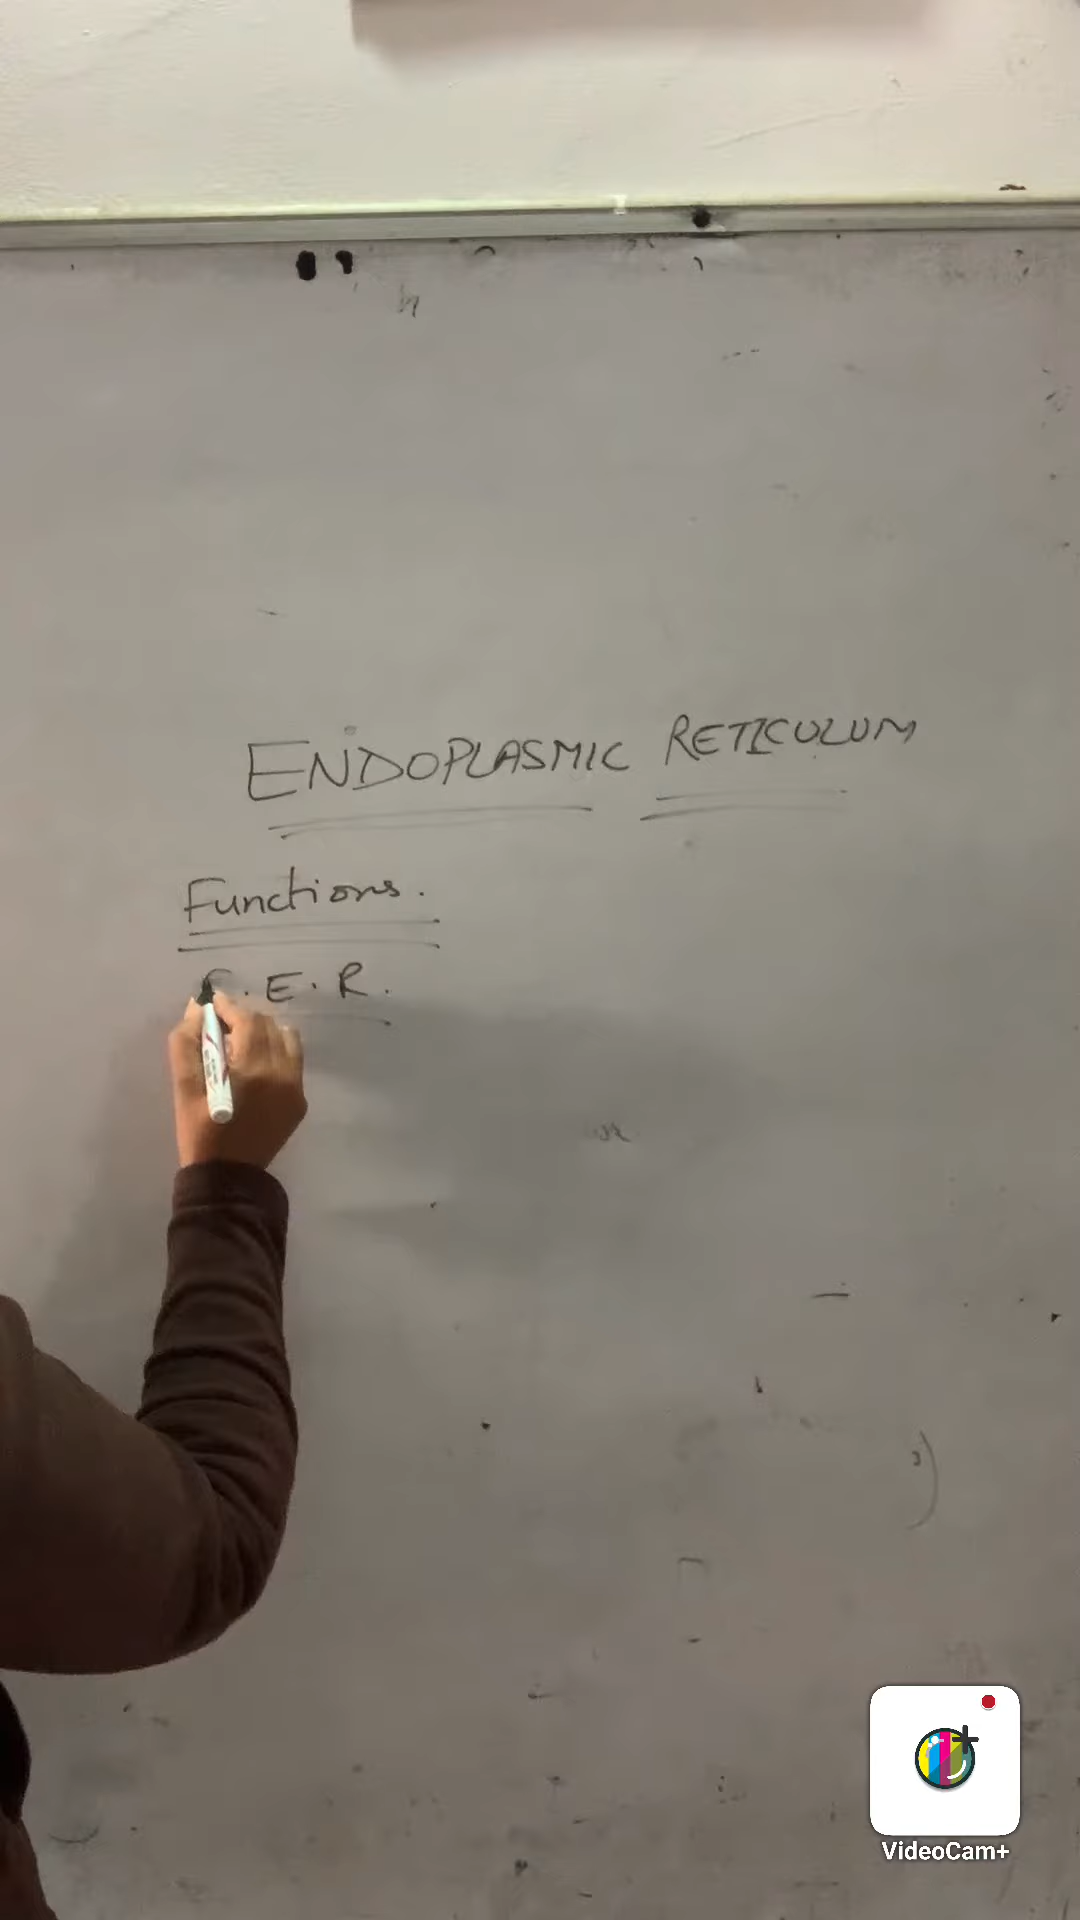 ENDOPLASMIC RETICULUM
Functions.
E. R.
VideoCam+